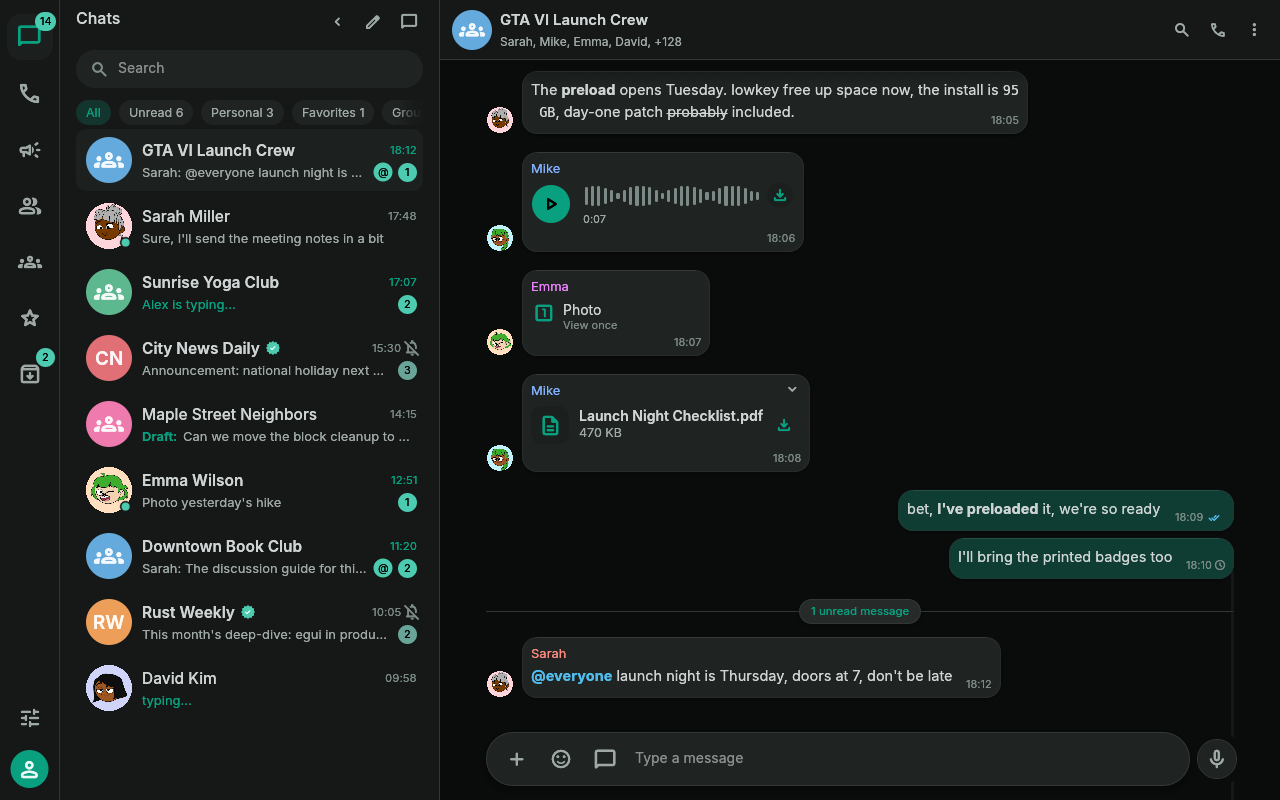 14
Chats
Search
All
Unread 6
Personal 3
Favorites 1
Grou
GTA VI Launch Crew
18:12
Sarah: @everyone launch night is ...
@
1
Sarah Miller
17:48
Sure, I'll send the meeting notes in a bit
Sunrise Yoga Club
17:07
Alex is typing...
2
CN
City News Daily
15:30
Announcement: national holiday next ...
3
Maple Street Neighbors
14:15
Draft: Can we move the block cleanup to ...
Emma Wilson
12:51
Photo yesterday's hike
1
Downtown Book Club
11:20
Sarah: The discussion guide for thi...
@
2
RW
Rust Weekly
10:05
This month's deep-dive: egui in produ...
2
David Kim
09:58
typing...
2
GTA VI Launch Crew
Sarah, Mike, Emma, David, +128
The preload opens Tuesday. lowkey free up space now, the install is 95
GB, day-one patch probably included.
18:05
Mike
0:07
18:06
Emma
1
Photo
View once
18:07
Mike
Launch Night Checklist.pdf
470 KB
18:08
bet, I've preloaded it, we're so ready
18:09
I'll bring the printed badges too
18:10
1 unread message
Sarah
@everyone launch night is Thursday, doors at 7, don't be late
18:12
Type a message